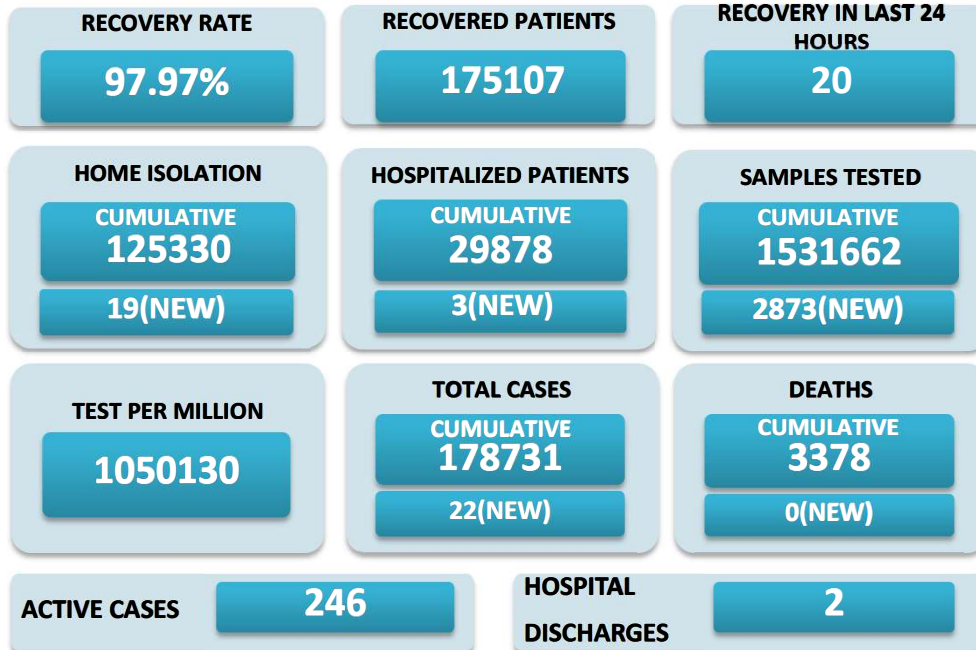 RECOVERY RATE
97.97%
RECOVERED PATIENTS
175107
RECOVERY IN LAST 24
HOURS
20
HOME ISOLATION
CUMULATIVE
125330
19(NEW)
HOSPITALIZED PATIENTS
CUMULATIVE
29878
3(NEW)
SAMPLES TESTED
CUMULATIVE
1531662
2873(NEW)
TEST PER MILLION
1050130
TOTAL CASES
CUMULATIVE
178731
22(NEW)
DEATHS
CUMULATIVE
3378
0(NEW)
ACTIVE CASES
246
HOSPITAL
DISCHARGES
2